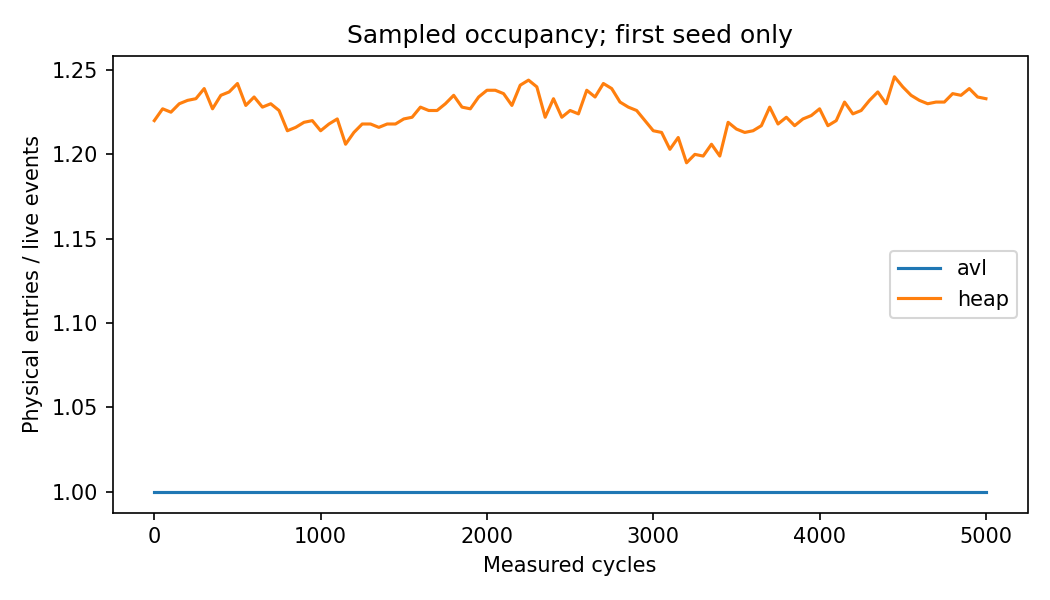 Sampled occupancy; first seed only
Physical entries / live events
1.25
1.20
1.15
1.10
1.05
1.00
avl
heap
0
1000
2000
3000
4000
5000
Measured cycles